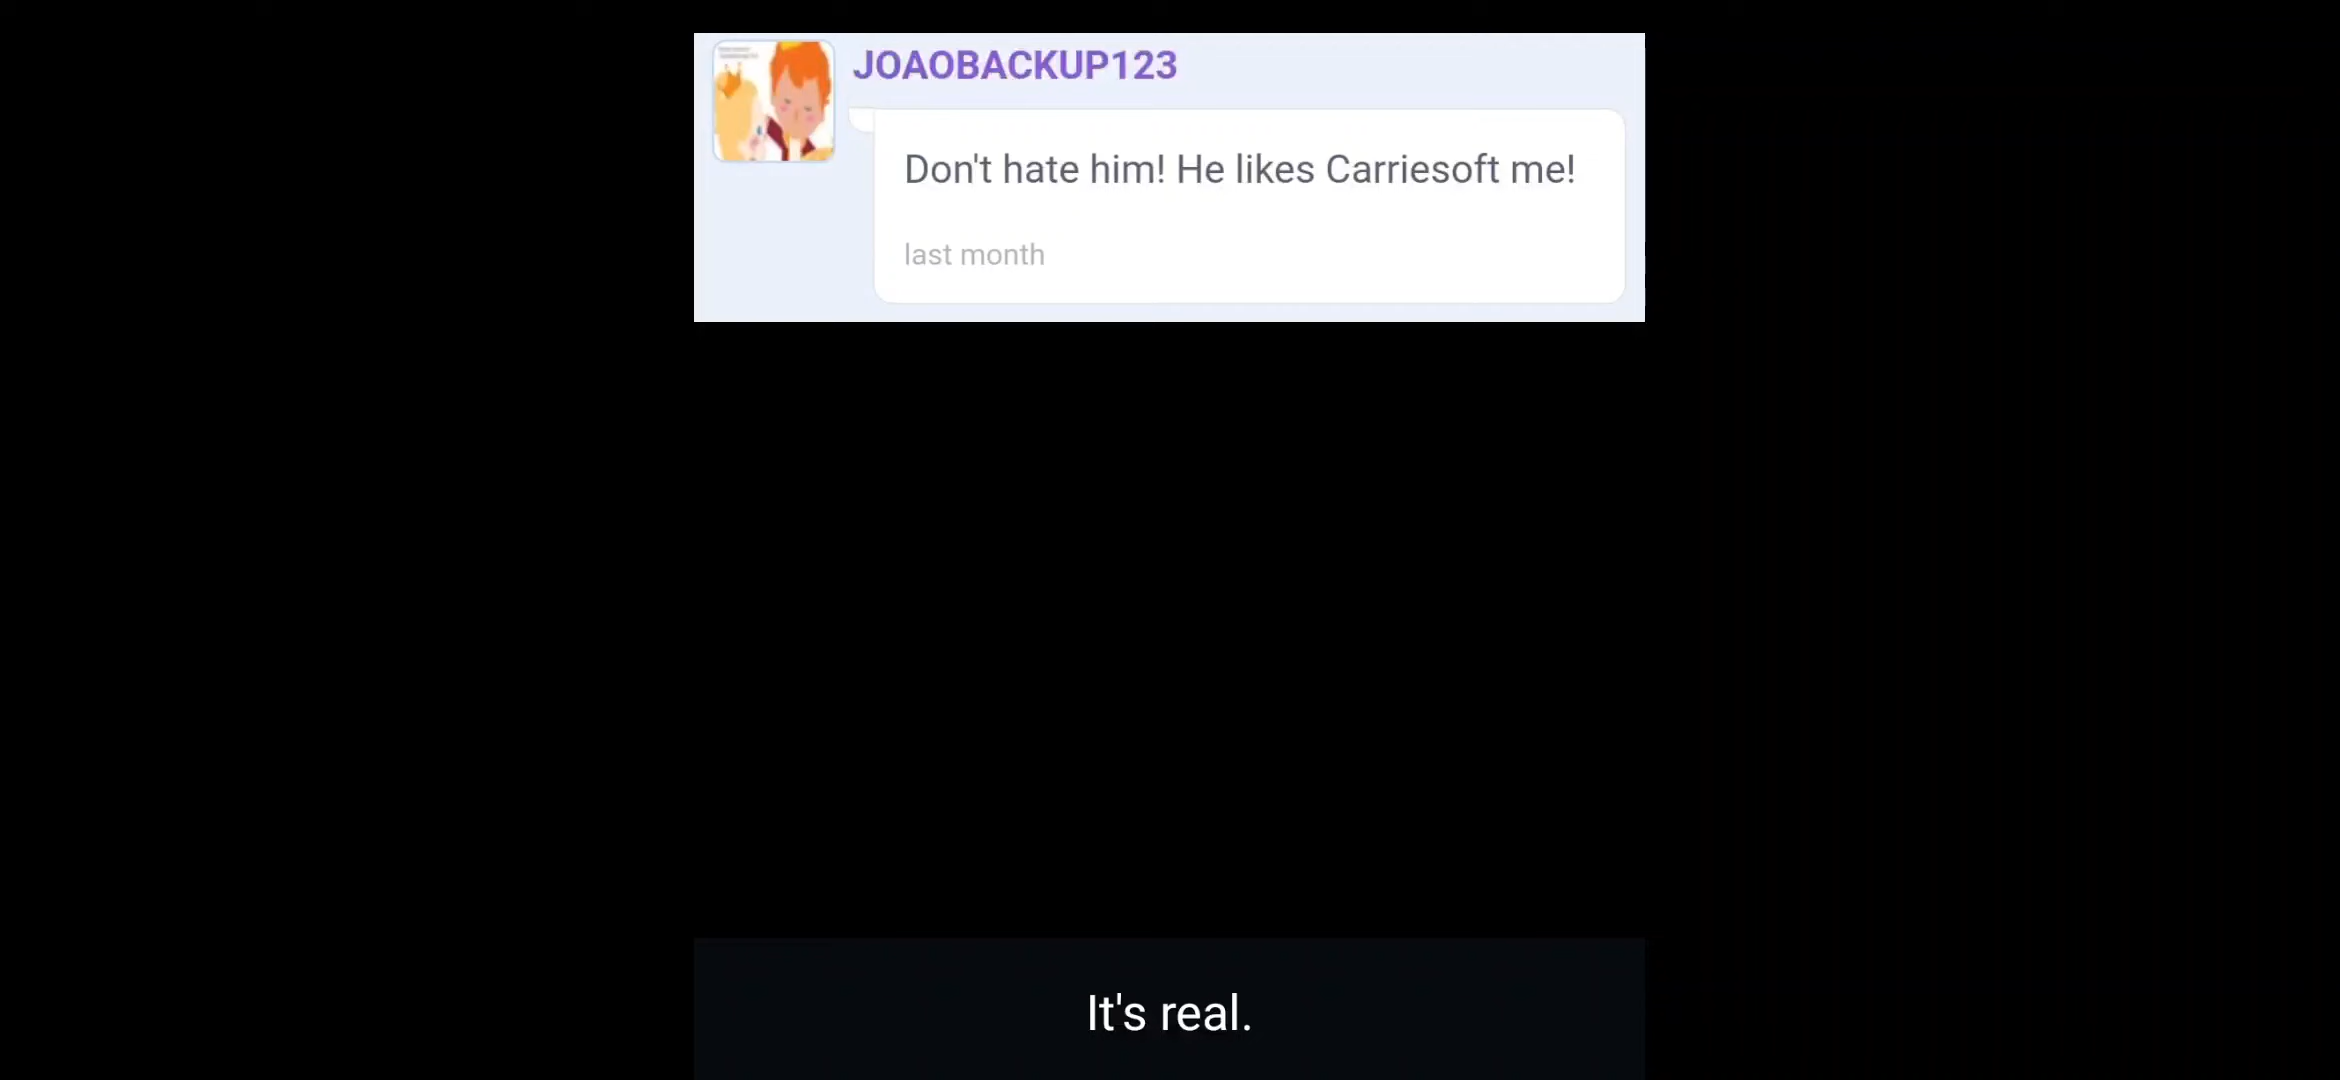 JOAOBACKUP123
Don't hate him! He likes Carriesoft me!
last month
It's real.